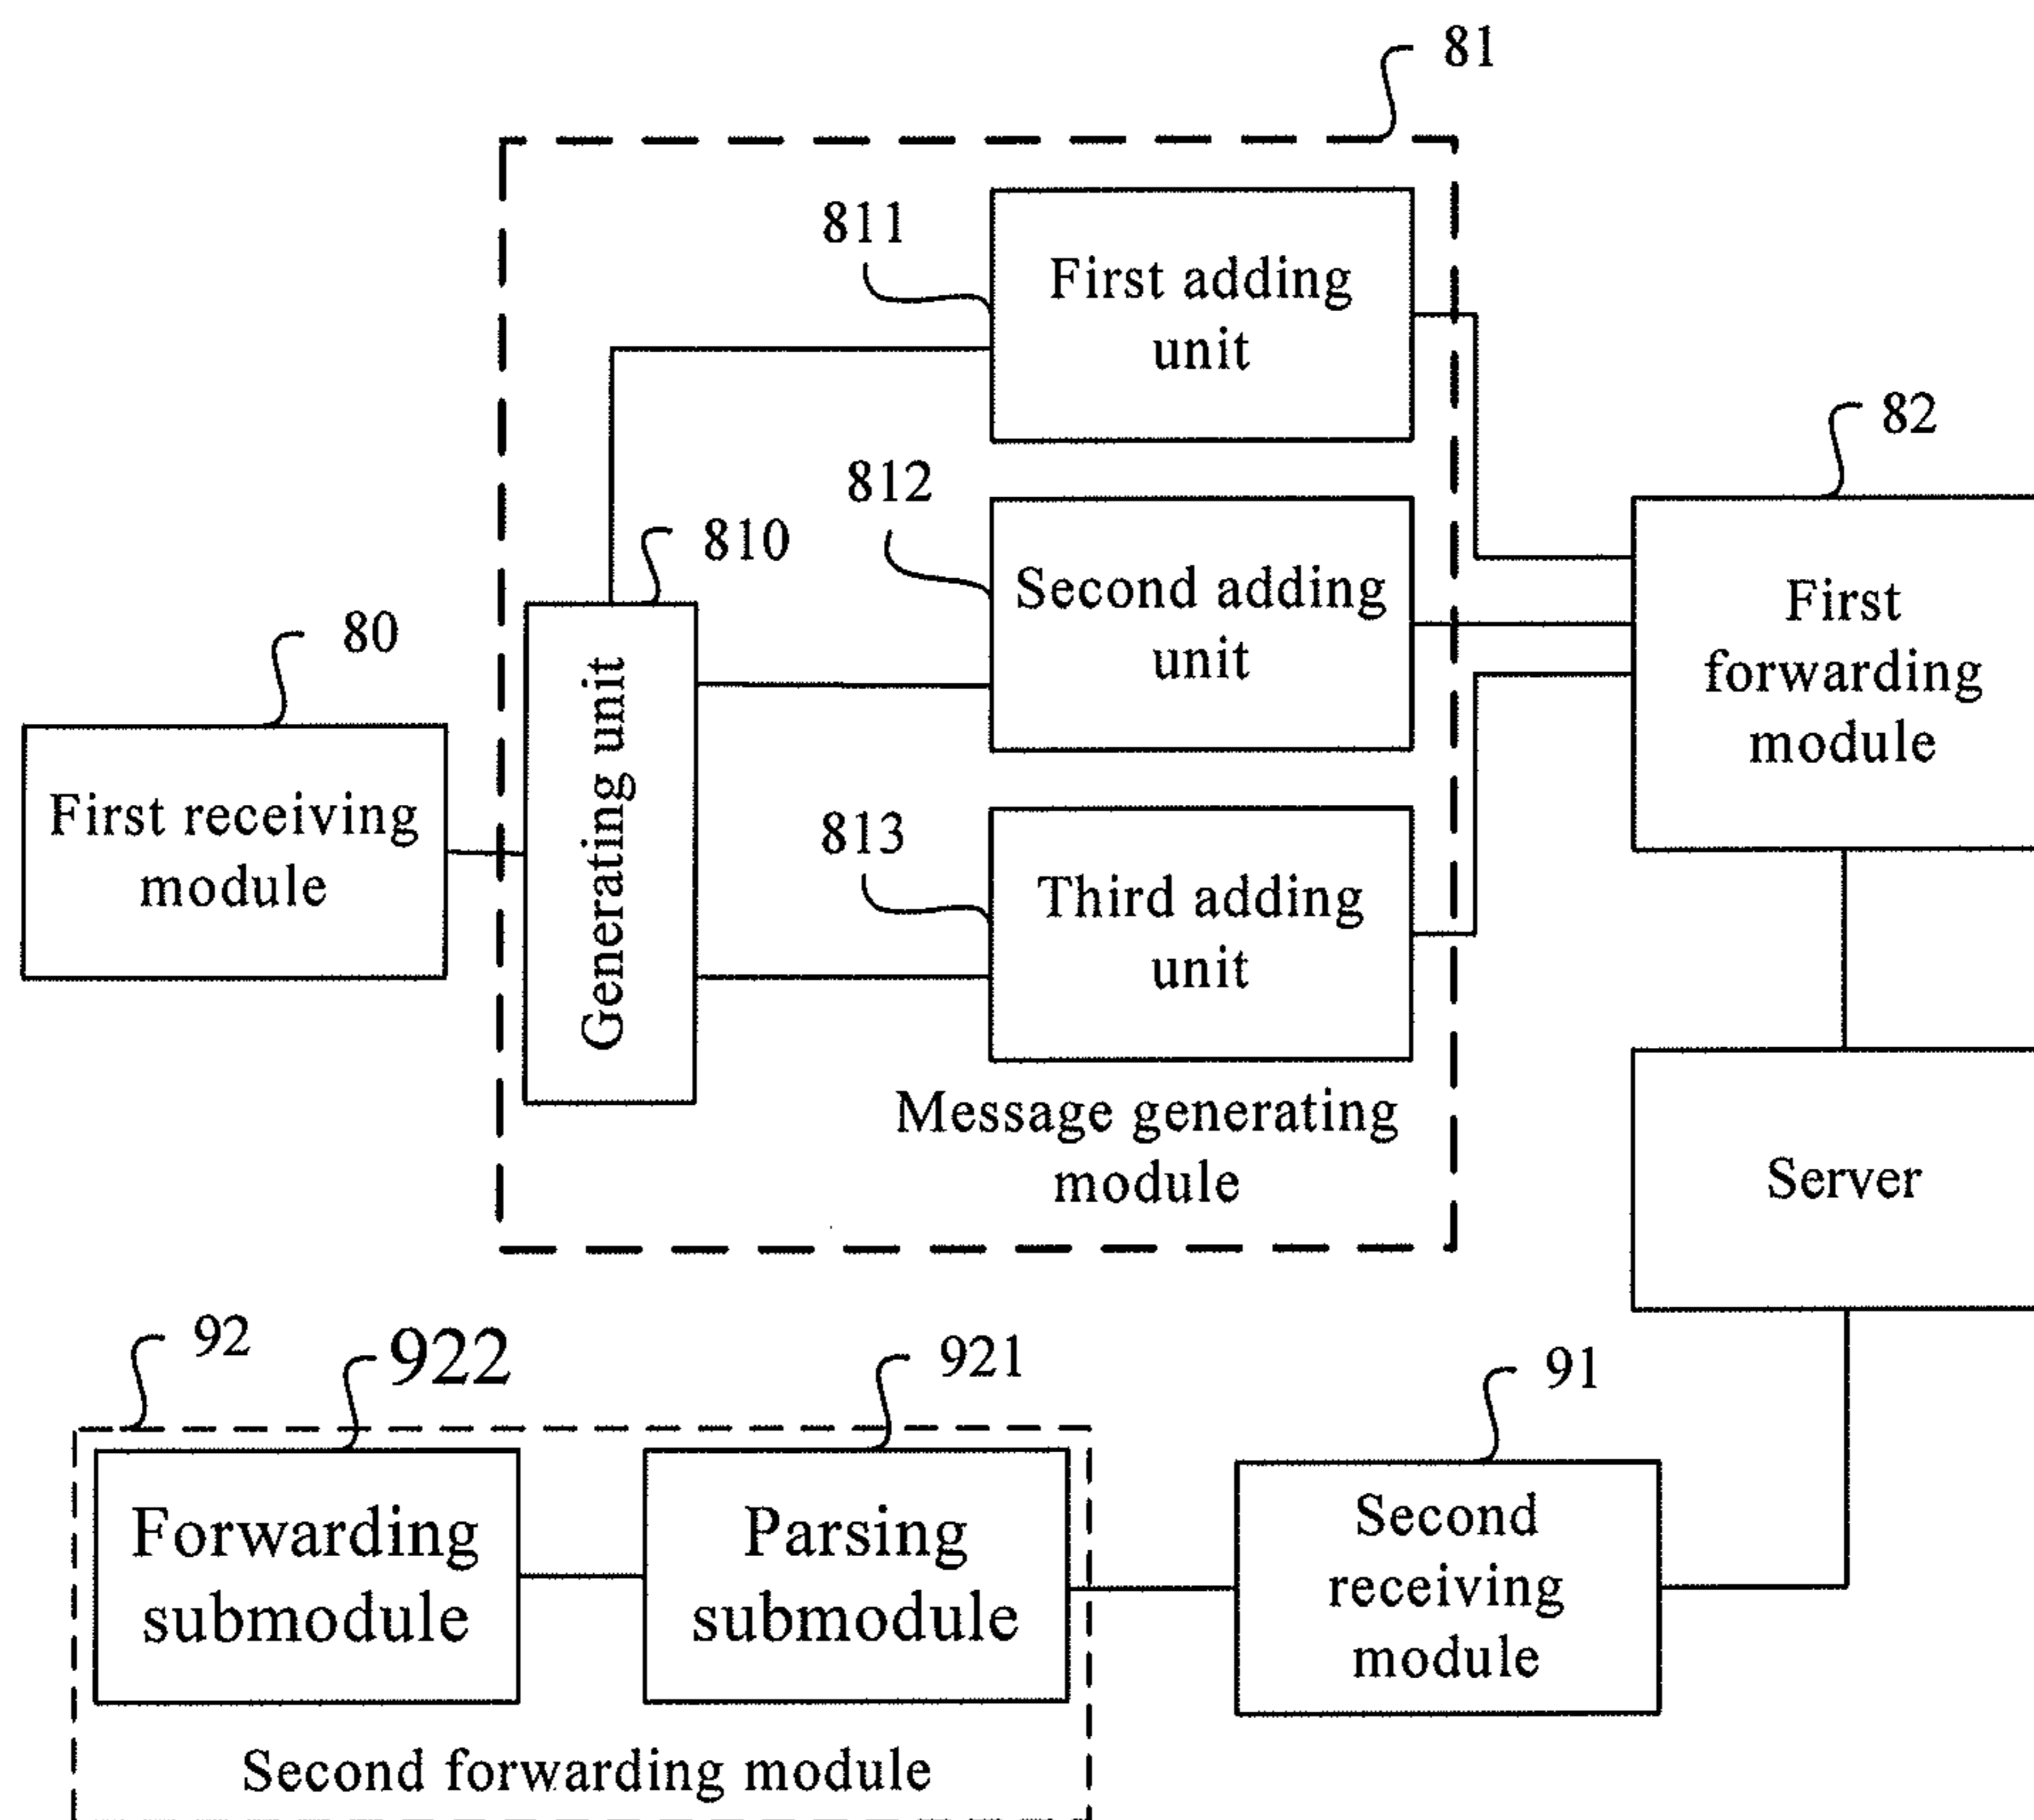 81
811
First adding
unit
82
812
810
Second adding
unit
First
forwarding
module
80
Generating unit
First receiving
module
813
Third adding
unit
Message generating
module
Server
92
922
921
91
Forwarding
submodule
Parsing
submodule
Second
receiving
module
Second forwarding module